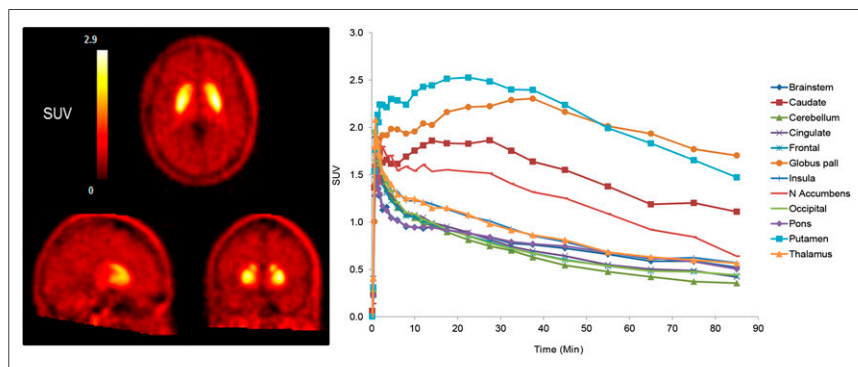 2.9
SUV
0
3.0
2.5
2.0
1.5
1.0
0.5
0.0
SUV
0
10
20
30
40
50
60
70
80
90
Time (Min)
Brainstem
Caudate
Cerebellum
Cingulate
Frontal
Globus pall
Insula
N Accumbens
Occipital
Pons
Putamen
Thalamus